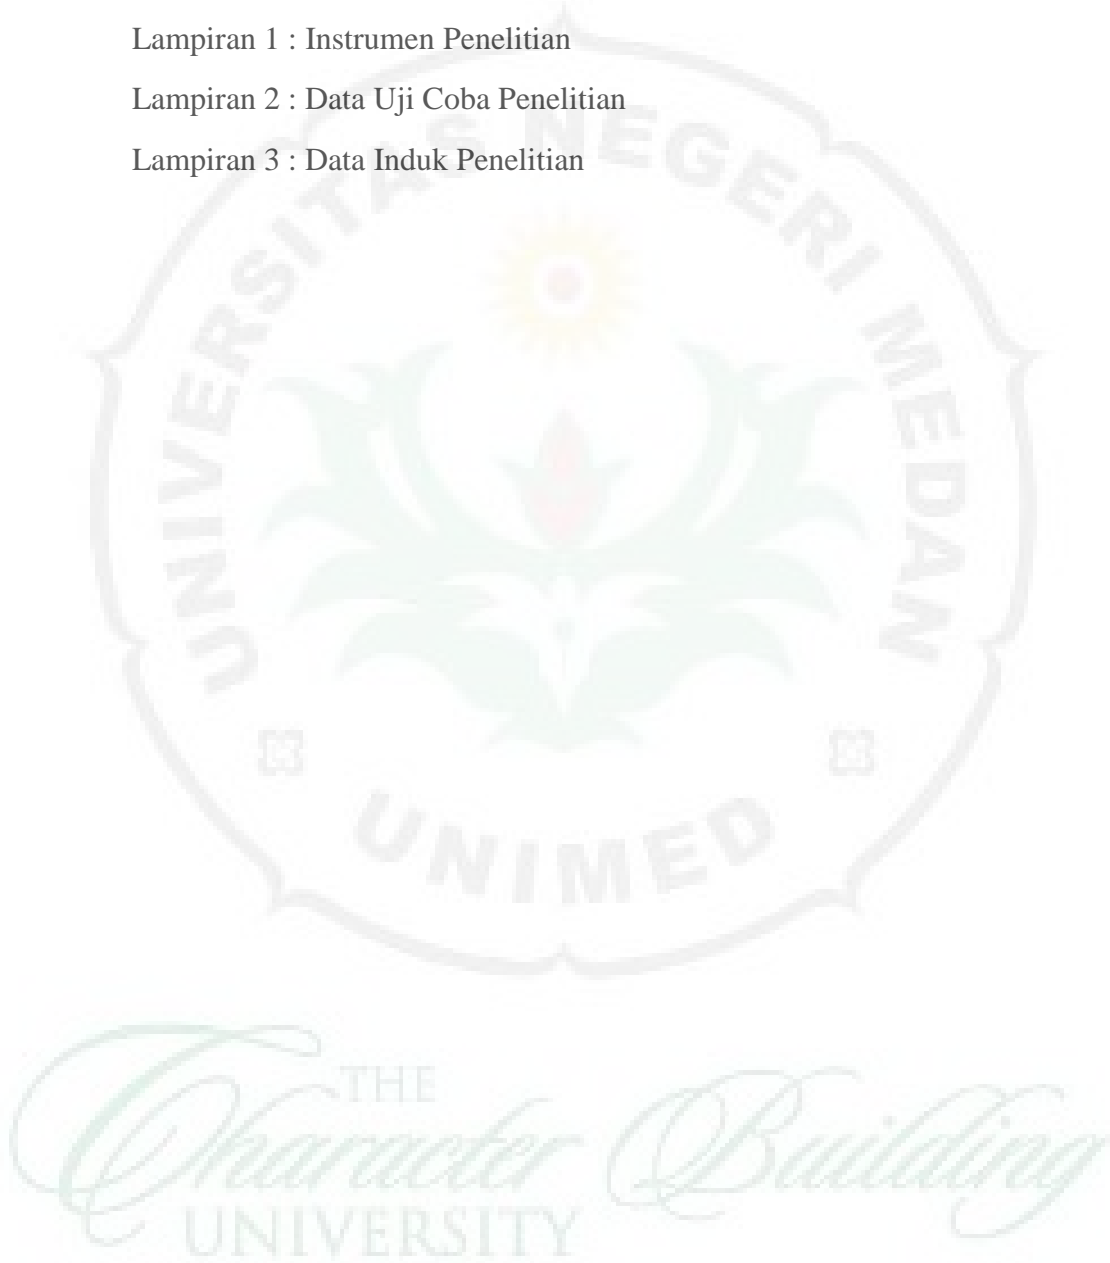 Lampiran 1 : Instrumen Penelitian
Lampiran 2 : Data Uji Coba Penelitian
Lampiran 3 : Data Induk Penelitian
UNIVERSITAS NEGERI MEDAN
UNIMED
THE
Character Building
UNIVERSITY